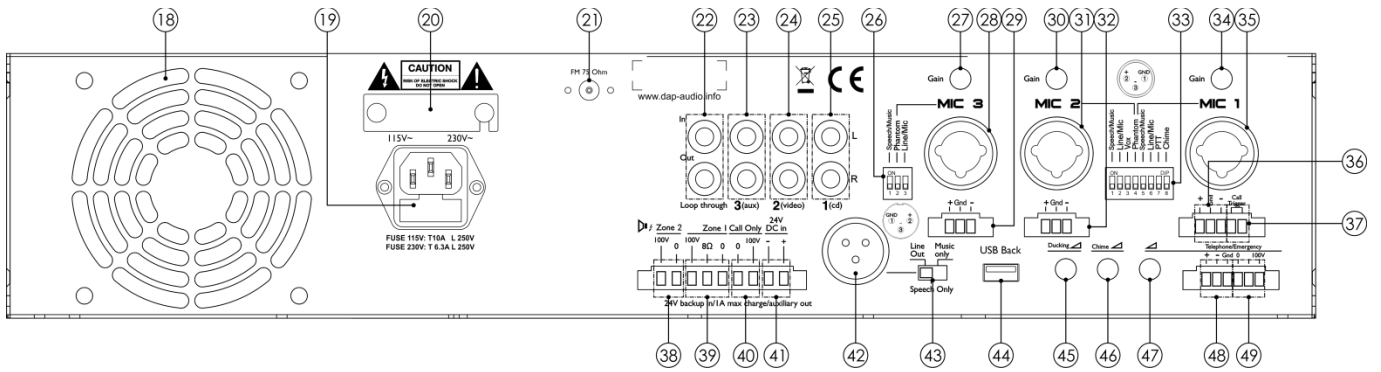 18 19 20 21 22 23 24 25 26 27 28 29 30 31 32 33 34 35
CAUTION
RISK OF ELECTRIC SHOCK
DO NOT OPEN
115V~ 230V~
FUSE 115V: T10A L 250V
FUSE 230V: T 6.3A L 250V
FM 75 Ohm
www.dap-audio.info
CE
In
Out
L
R
Loop through 3(aux) 2(video) 1(cd)
Speech/Music
Phantom
Line/Mic
ON
1 2 3
Gain
MIC 3
+ Gnd -
Gain
MIC 2
+ Gnd -
+ GND
2 1
-
3
Speech/Music
Line/Mic
Vox
Phantom
Speech/Music
Line/Mic
PTT
Chime
ON DIP
1 2 3 4 5 6 7 8
Gain
MIC 1
+ Gnd - Call Trigger
36
37
Zone 2 Zone 1 Call Only 24V DC in
100V 0 100V 8Ω 0 0 100V - +
24V backup in/1A max charge/auxiliary out
GND +
1 2
-
3
Line Out Music only
Speech Only
USB Back
Ducking
Chime
Telephone/Emergency
+ - Gnd 0 100V
38 39 40 41 42 43 44 45 46 47 48 49